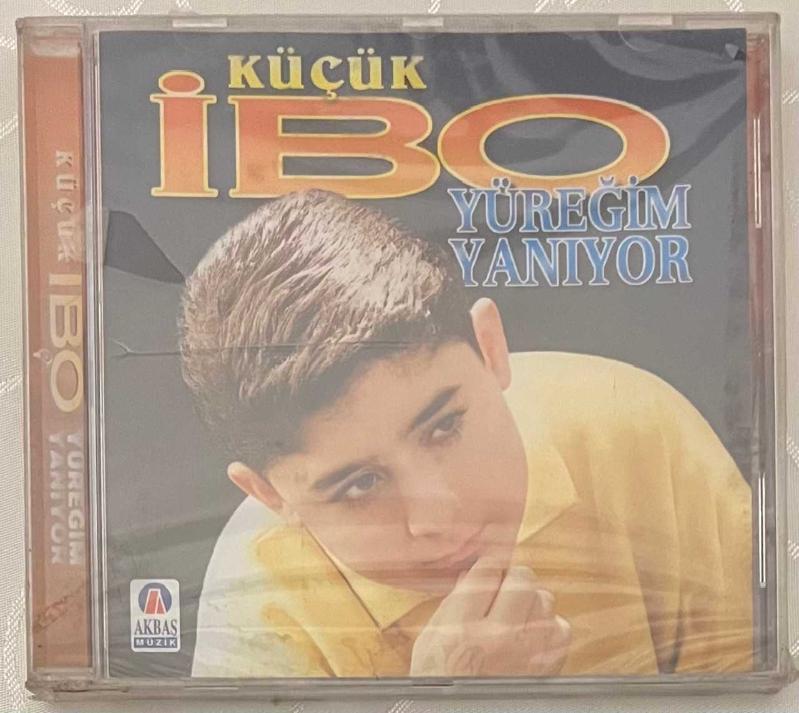 KÜÇÜK
İBO
YÜREĞİM
YANIYOR
KÜÇÜK İBO YÜREĞİM
YANIYOR
AKBAŞ
MÜZİK